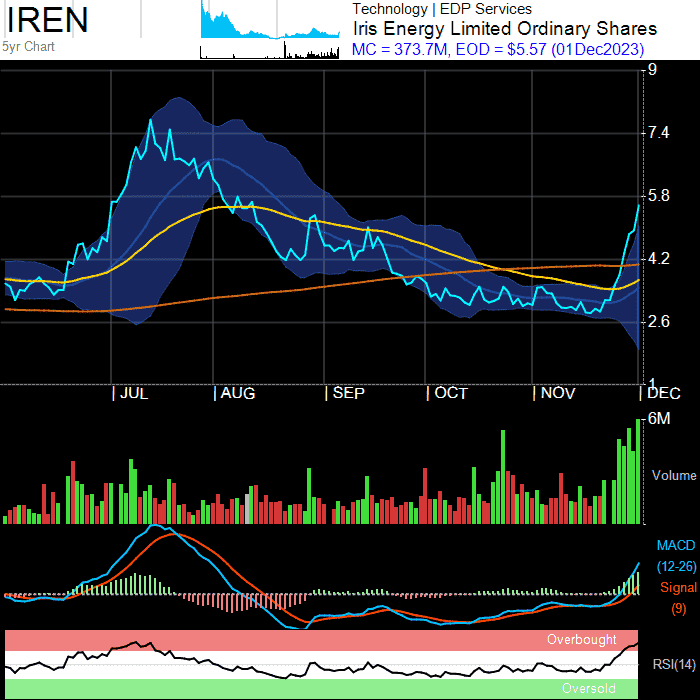 IREN
5yr Chart
Technology | EDP Services
Iris Energy Limited Ordinary Shares
MC = 373.7M, EOD = $5.57 (01Dec2023)
9
7.4
5.8
4.2
2.6
1
| JUL | AUG | SEP | OCT | NOV | DEC
6M
Volume
MACD
(12-26)
Signal
(9)
Overbought
RSI(14)
Oversold